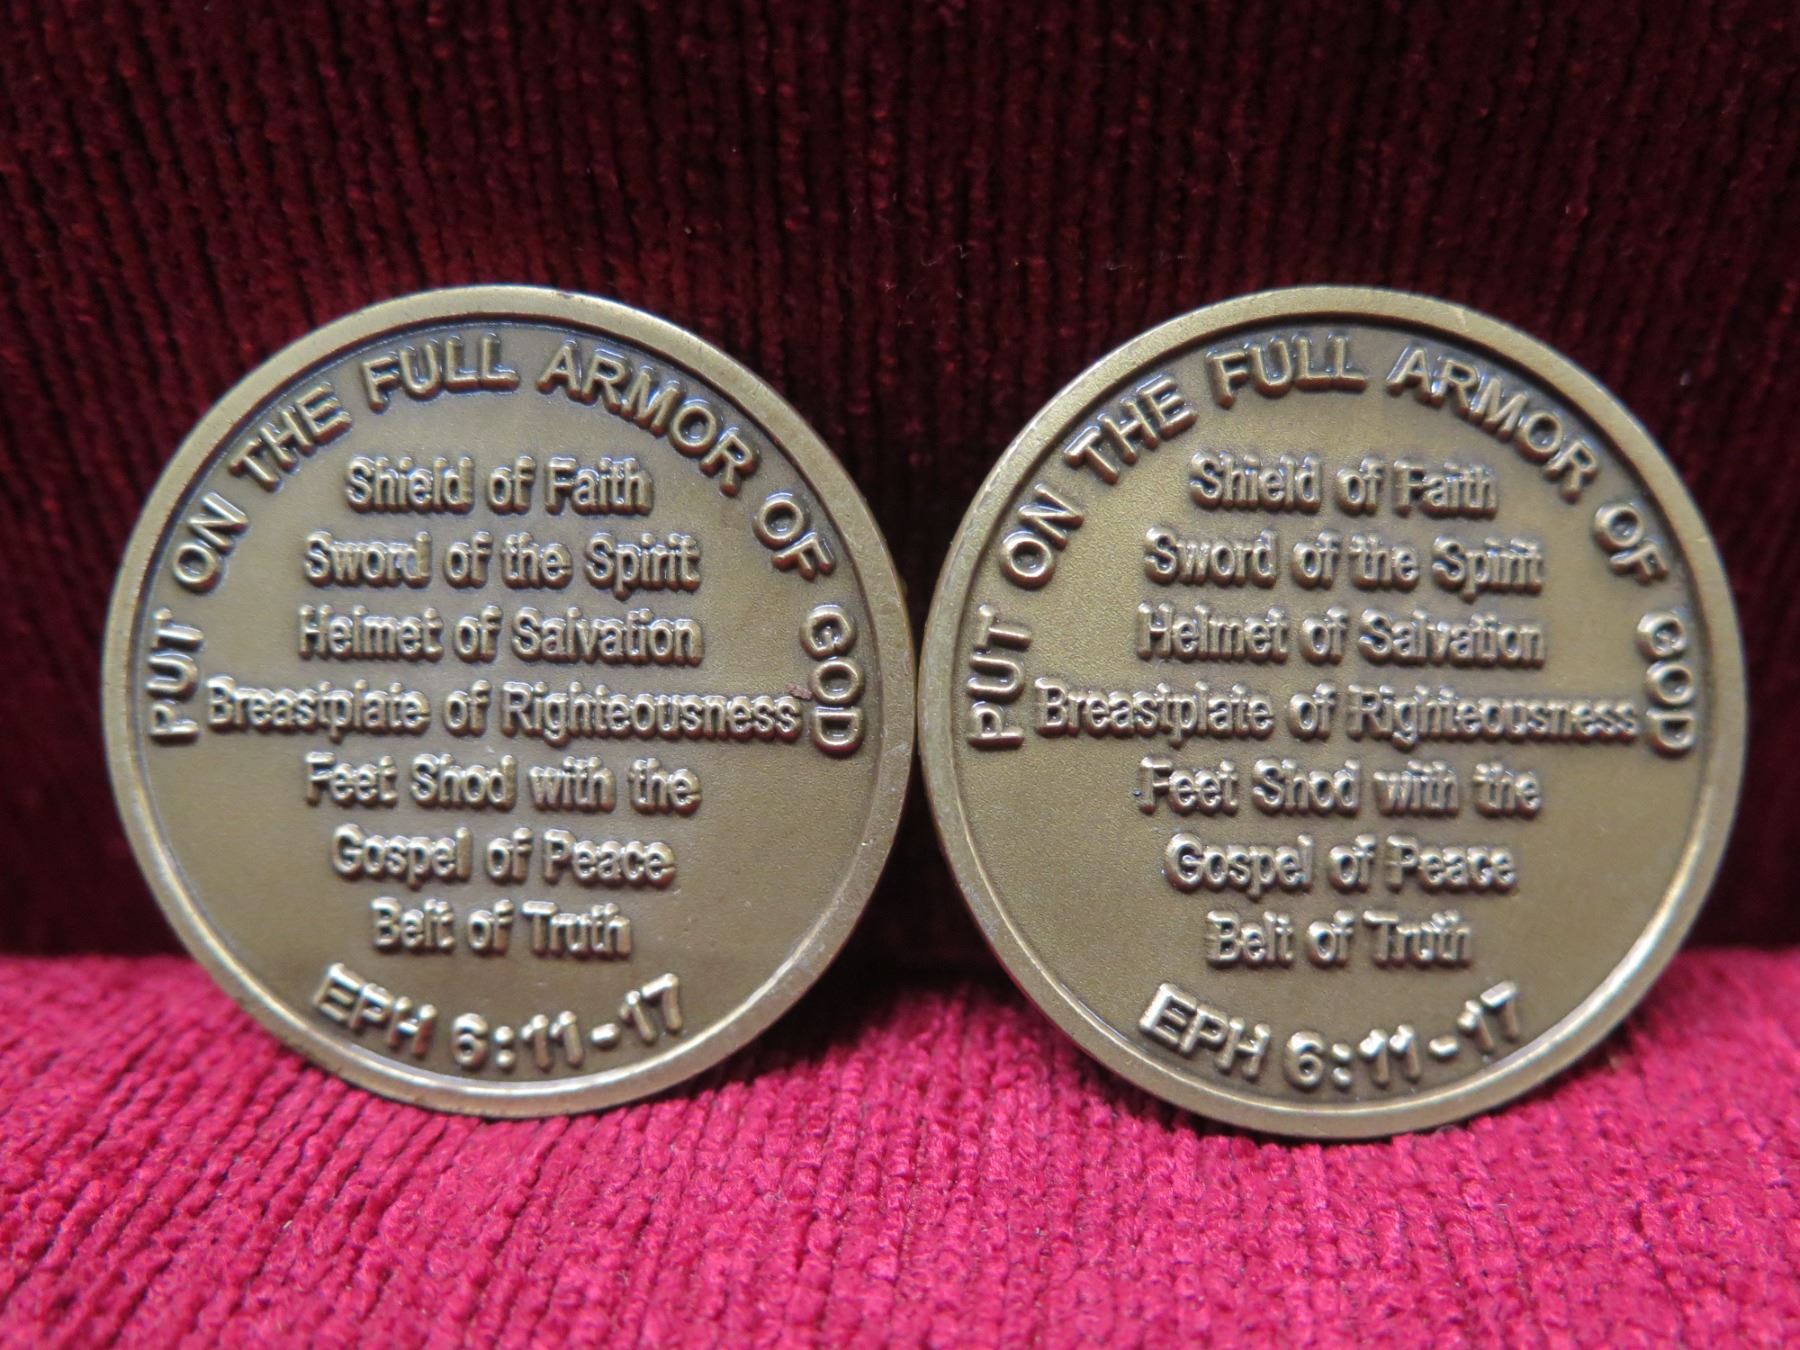 PUT ON THE FULL ARMOR OF GOD
Shield of Faith
Sword of the Spirit
Helmet of Salvation
Breastplate of Righteousness
Feet Shod with the
Gospel of Peace
Belt of Truth
EPH 6:11-17
PUT ON THE FULL ARMOR OF GOD
Shield of Faith
Sword of the Spirit
Helmet of Salvation
Breastplate of Righteousness
Feet Shod with the
Gospel of Peace
Belt of Truth
EPH 6:11-17